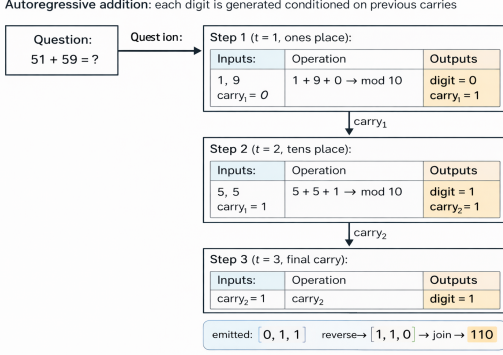 Autoregressive addition: each digit is generated conditioned on previous carries
Question:
51 + 59 = ?
Quest ion:
Step 1 (t = 1, ones place):
Inputs: Operation Outputs
1, 9 1 + 9 + 0 → mod 10 digit = 0
carry₁ = 0 carry₁ = 1
carry₁
Step 2 (t = 2, tens place):
Inputs: Operation Outputs
5, 5 5 + 5 + 1 → mod 10 digit = 1
carry₁ = 1 carry₂ = 1
carry₂
Step 3 (t = 3, final carry):
Inputs: Operation Outputs
carry₂ = 1 carry₂ digit = 1
emitted: [0, 1, 1] reverse→ [1, 1, 0] → join → 110